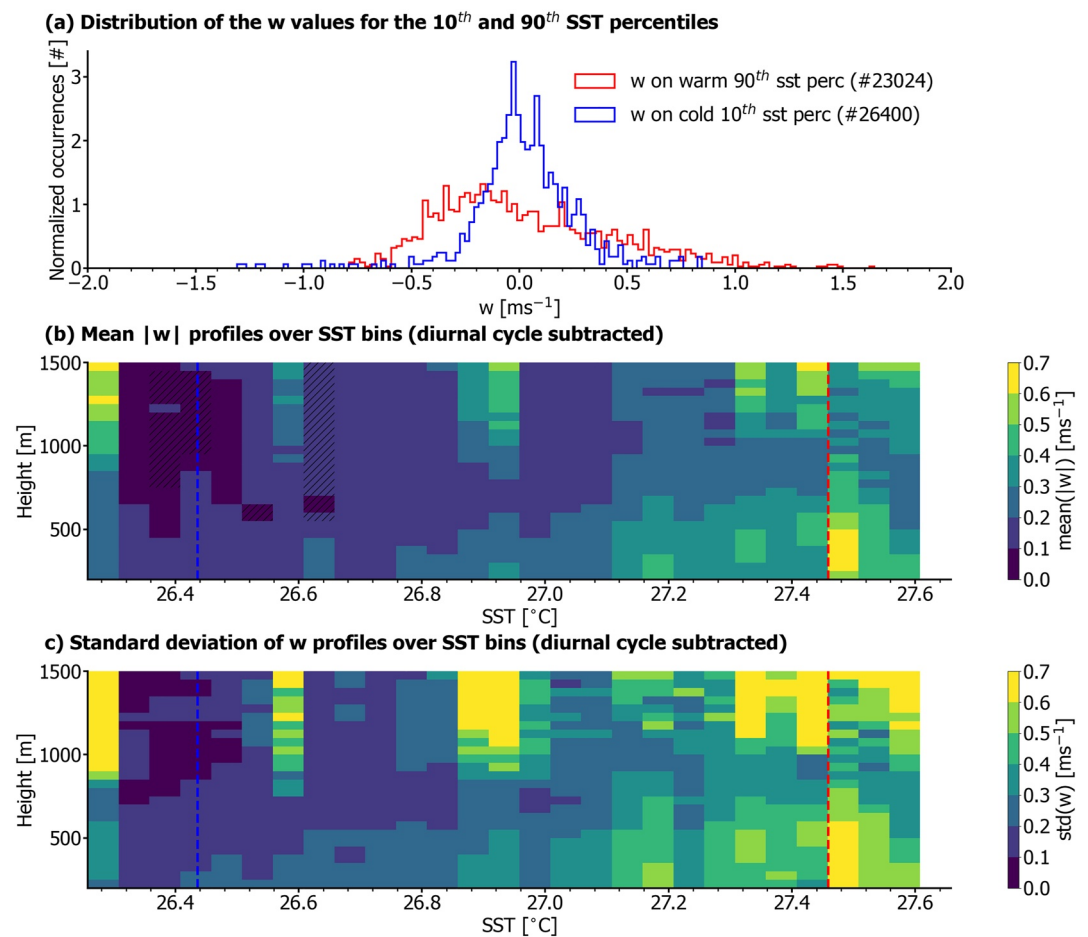 (a) Distribution of the w values for the 10th and 90th SST percentiles
Normalized occurrences [#]
3
2
1
0
w on warm 90th sst perc (#23024)
w on cold 10th sst perc (#26400)
−2.0 −1.5 −1.0 −0.5 0.0 0.5 1.0 1.5 2.0
w [ms−1]
(b) Mean |w| profiles over SST bins (diurnal cycle subtracted)
Height [m]
1500
1000
500
26.4 26.6 26.8 27.0 27.2 27.4 27.6
SST [°C]
0.7
0.6
0.5
0.4
0.3
0.2
0.1
0.0
mean(|w|) [ms−1]
c) Standard deviation of w profiles over SST bins (diurnal cycle subtracted)
Height [m]
1500
1000
500
26.4 26.6 26.8 27.0 27.2 27.4 27.6
SST [°C]
0.7
0.6
0.5
0.4
0.3
0.2
0.1
0.0
std(w) [ms−1]